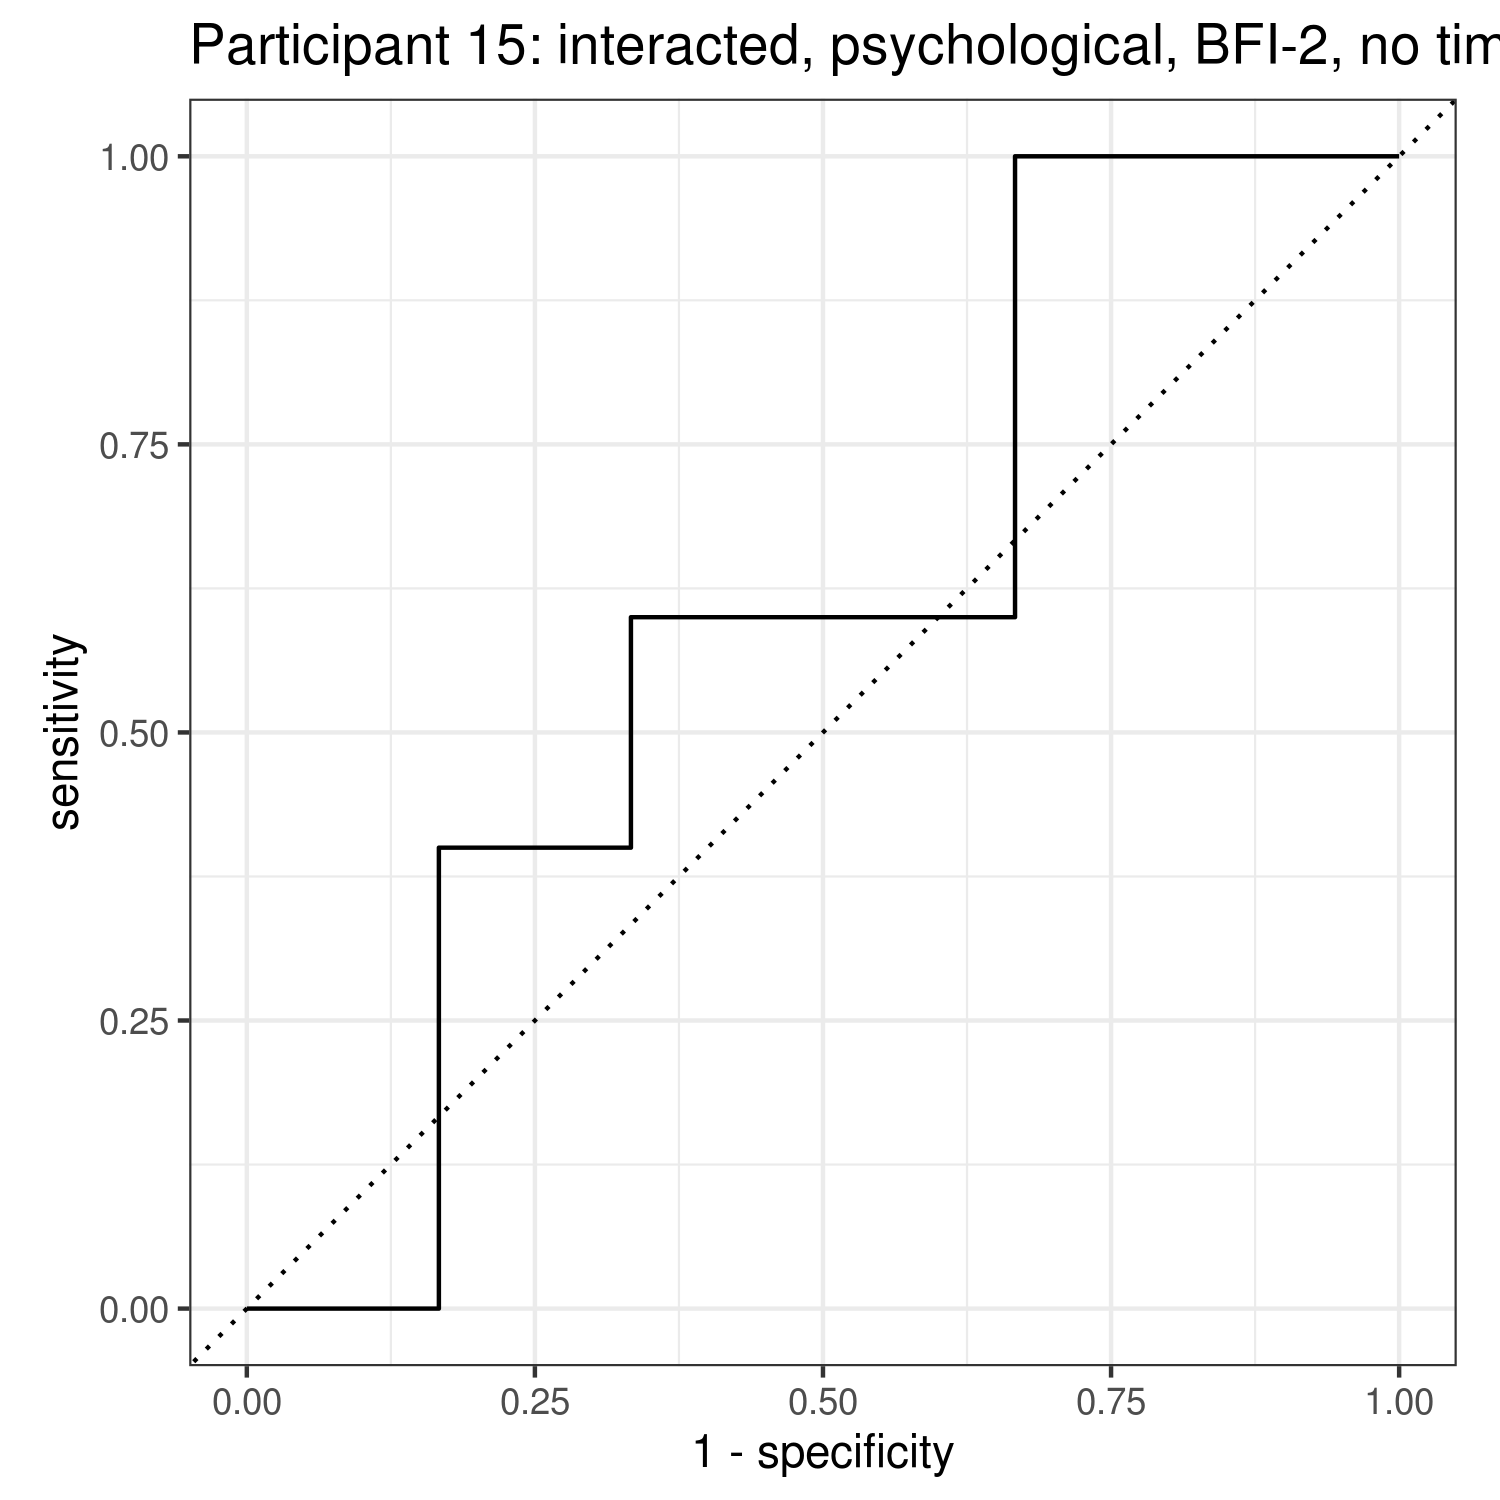 Participant 15: interacted, psychological, BFI-2, no
1.00
0.75
0.50
0.25
0.00
sensitivity
0.00 0.25 0.50 0.75 1.00
1 - specificity